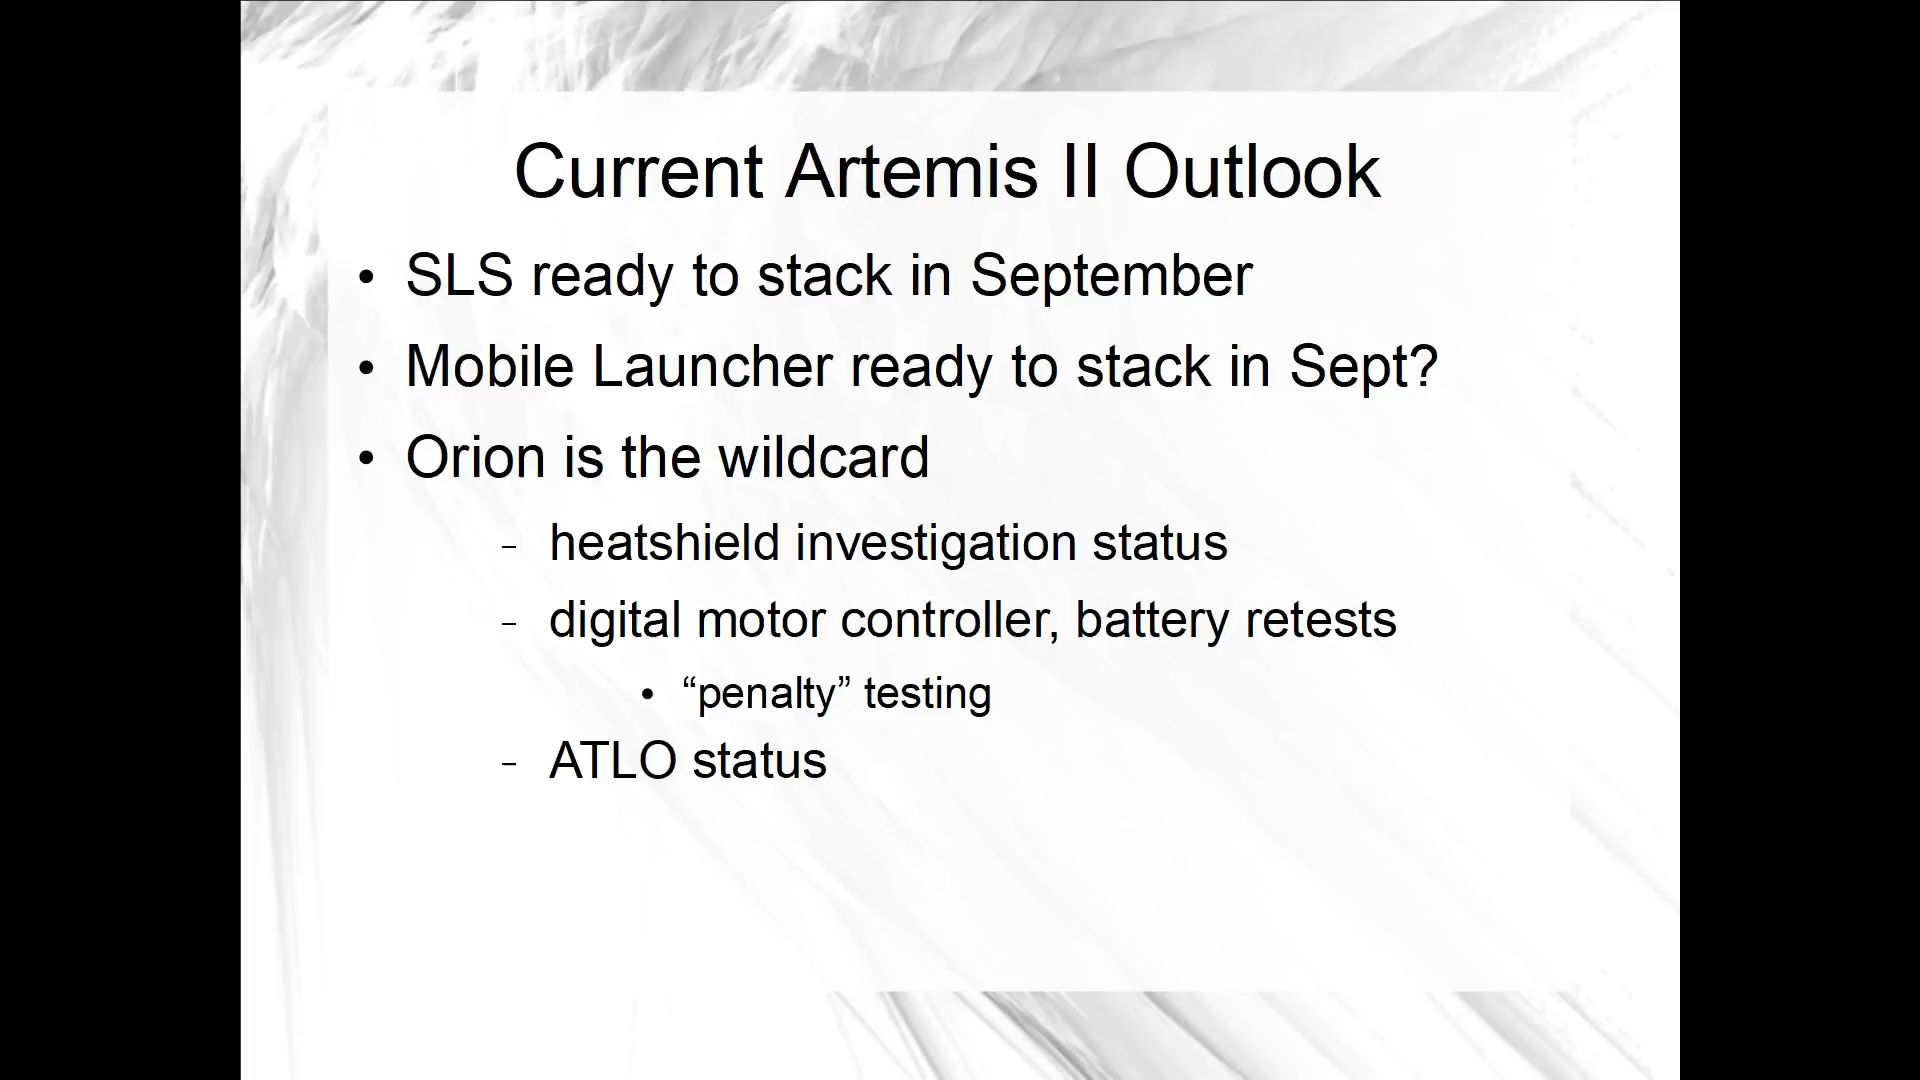 Current Artemis II Outlook
• SLS ready to stack in September
• Mobile Launcher ready to stack in Sept?
• Orion is the wildcard
– heatshield investigation status
– digital motor controller, battery retests
• “penalty” testing
– ATLO status